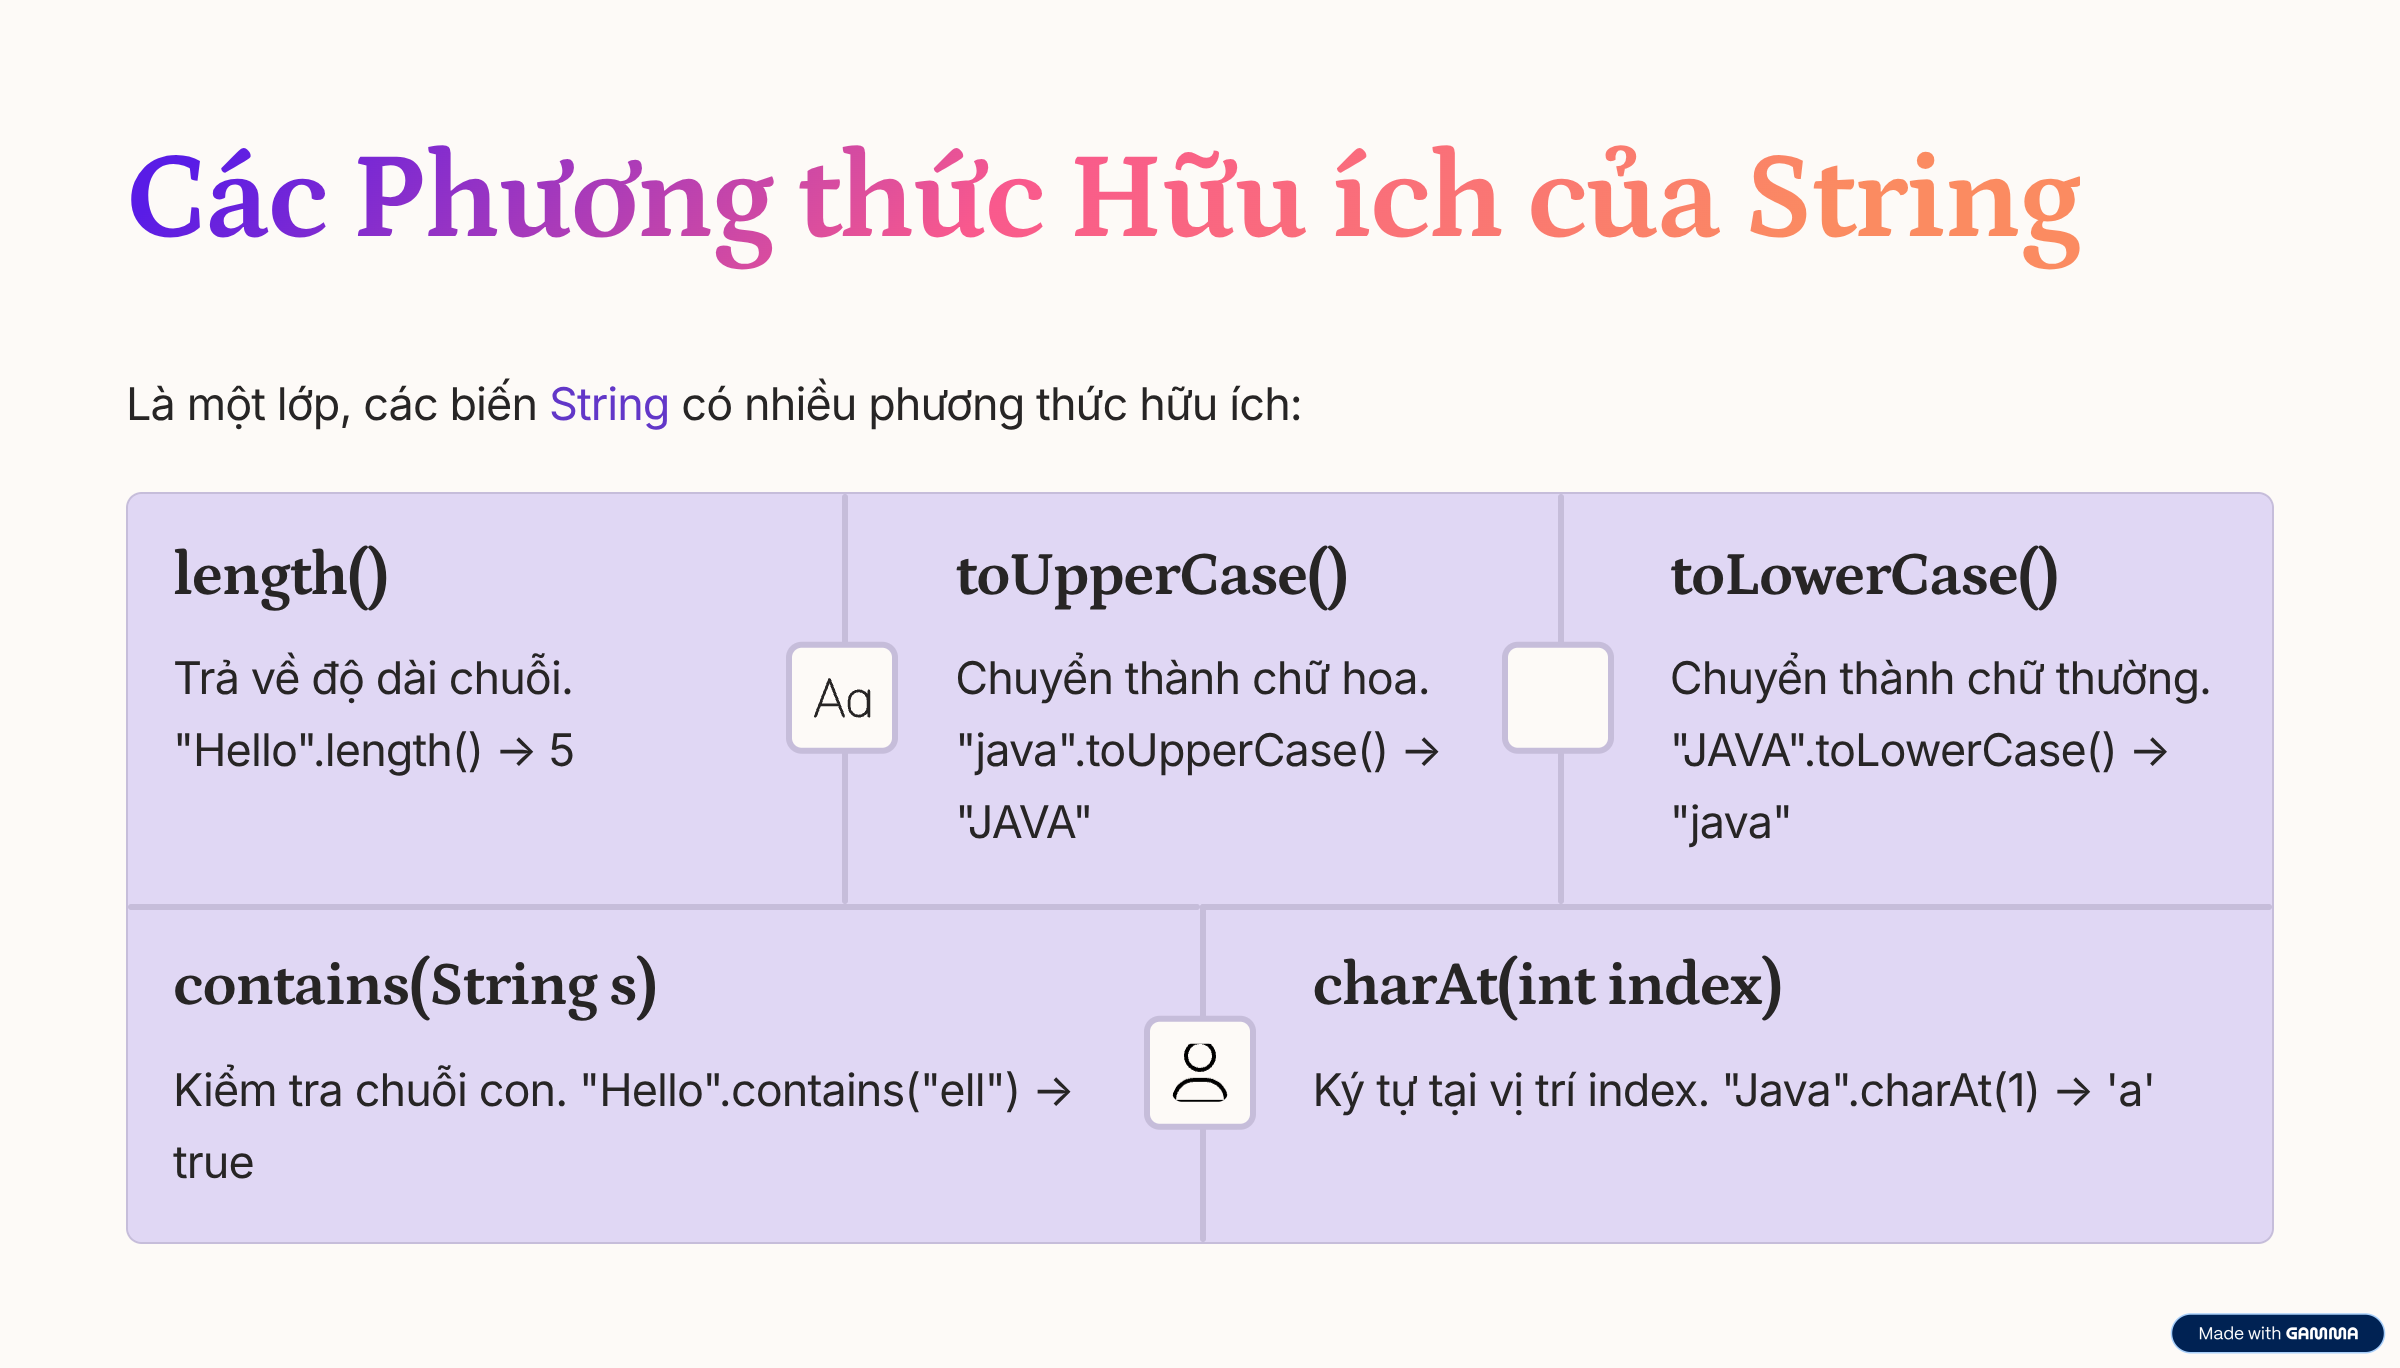 Các Phương thức Hữu ích của String
Là một lớp, các biến String có nhiều phương thức hữu ích:
length()
Trả về độ dài chuỗi.
"Hello".length() → 5
Aa
toUpperCase()
Chuyển thành chữ hoa.
"java".toUpperCase() →
"JAVA"
toLowerCase()
Chuyển thành chữ thường.
"JAVA".toLowerCase() →
"java"
contains(String s)
Kiểm tra chuỗi con. "Hello".contains("ell") →
true
charAt(int index)
Ký tự tại vị trí index. "Java".charAt(1) → 'a'
Made with GAMMA